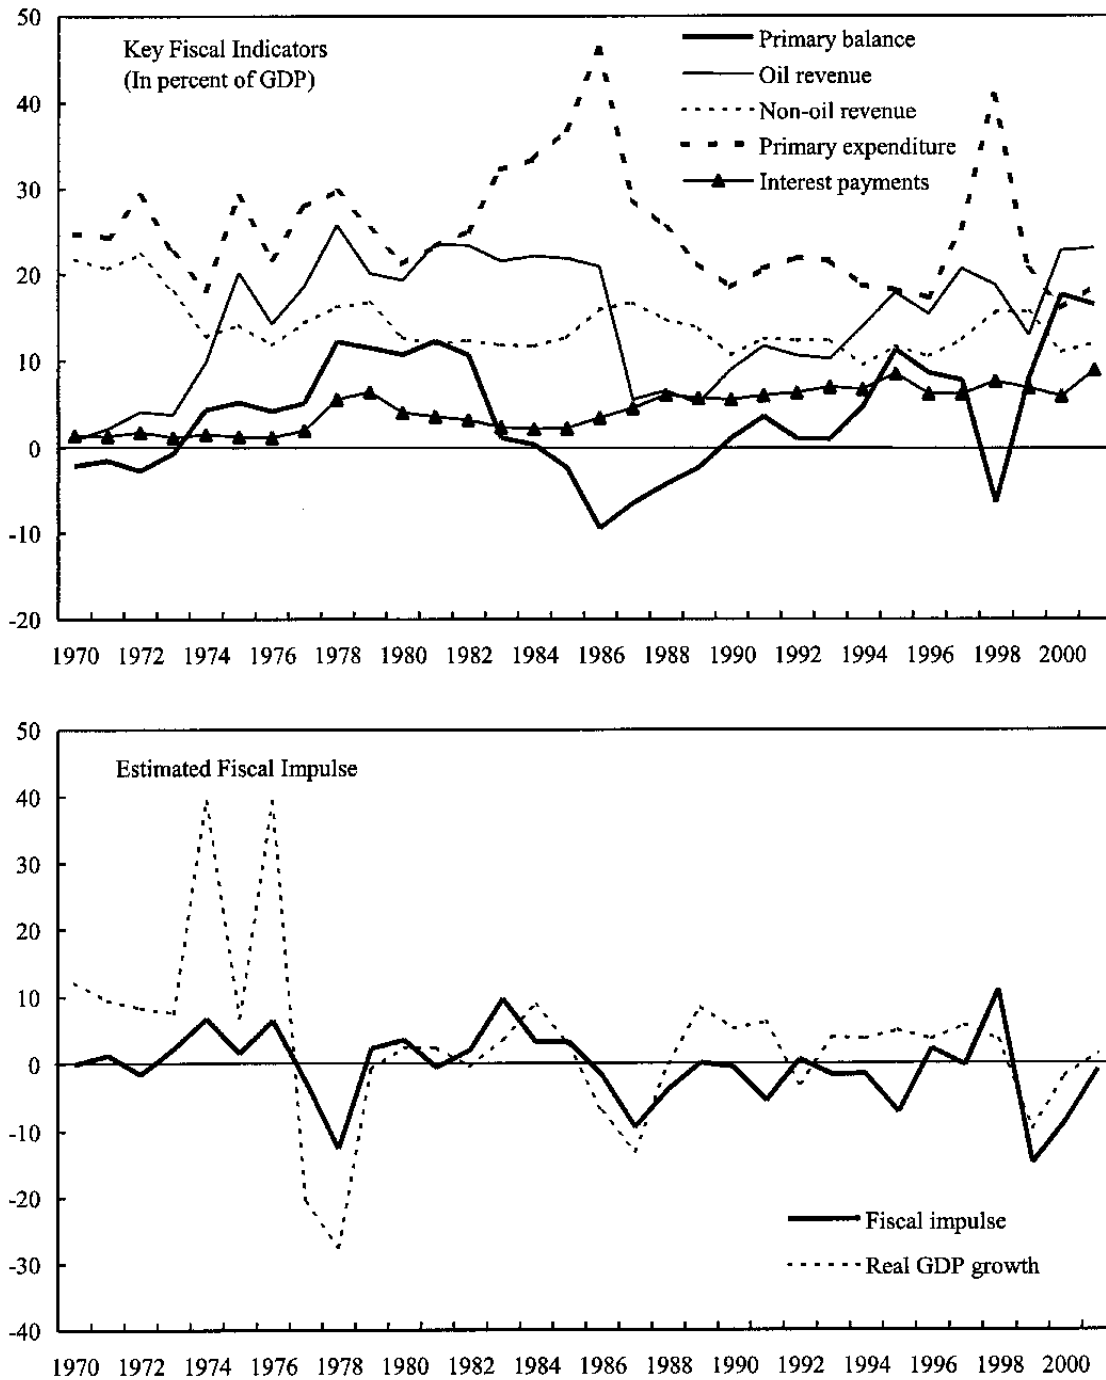 50
40
30
20
10
0
-10
-20
Key Fiscal Indicators
(In percent of GDP)
Primary balance
Oil revenue
Non-oil revenue
Primary expenditure
Interest payments
1970 1972 1974 1976 1978 1980 1982 1984 1986 1988 1990 1992 1994 1996 1998 2000
50
40
30
20
10
0
-10
-20
-30
-40
Estimated Fiscal Impulse
Fiscal impulse
Real GDP growth
1970 1972 1974 1976 1978 1980 1982 1984 1986 1988 1990 1992 1994 1996 1998 2000